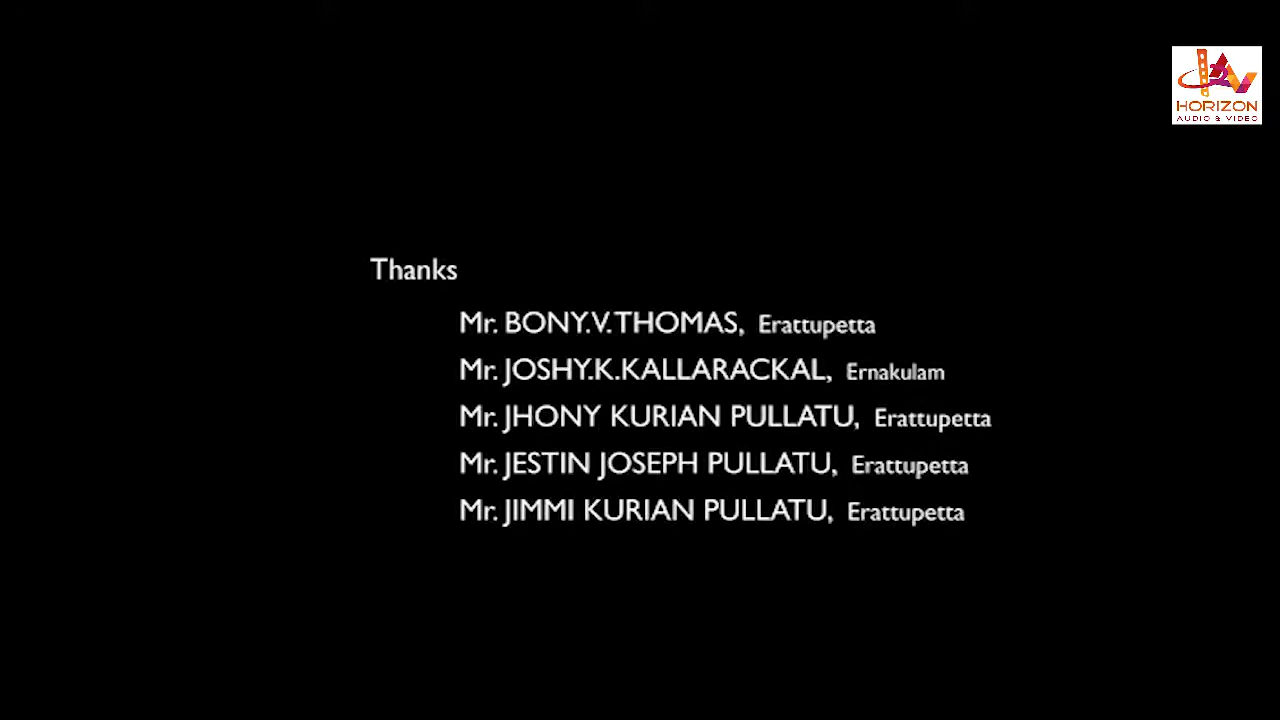 HORIZON
AUDIO & VIDEO
Thanks
Mr. BONY.V.THOMAS, Erattupetta
Mr. JOSHY.K.KALLARACKAL, Ernakulam
Mr. JHONY KURIAN PULLATU, Erattupetta
Mr. JESTIN JOSEPH PULLATU, Erattupetta
Mr. JIMMI KURIAN PULLATU, Erattupetta